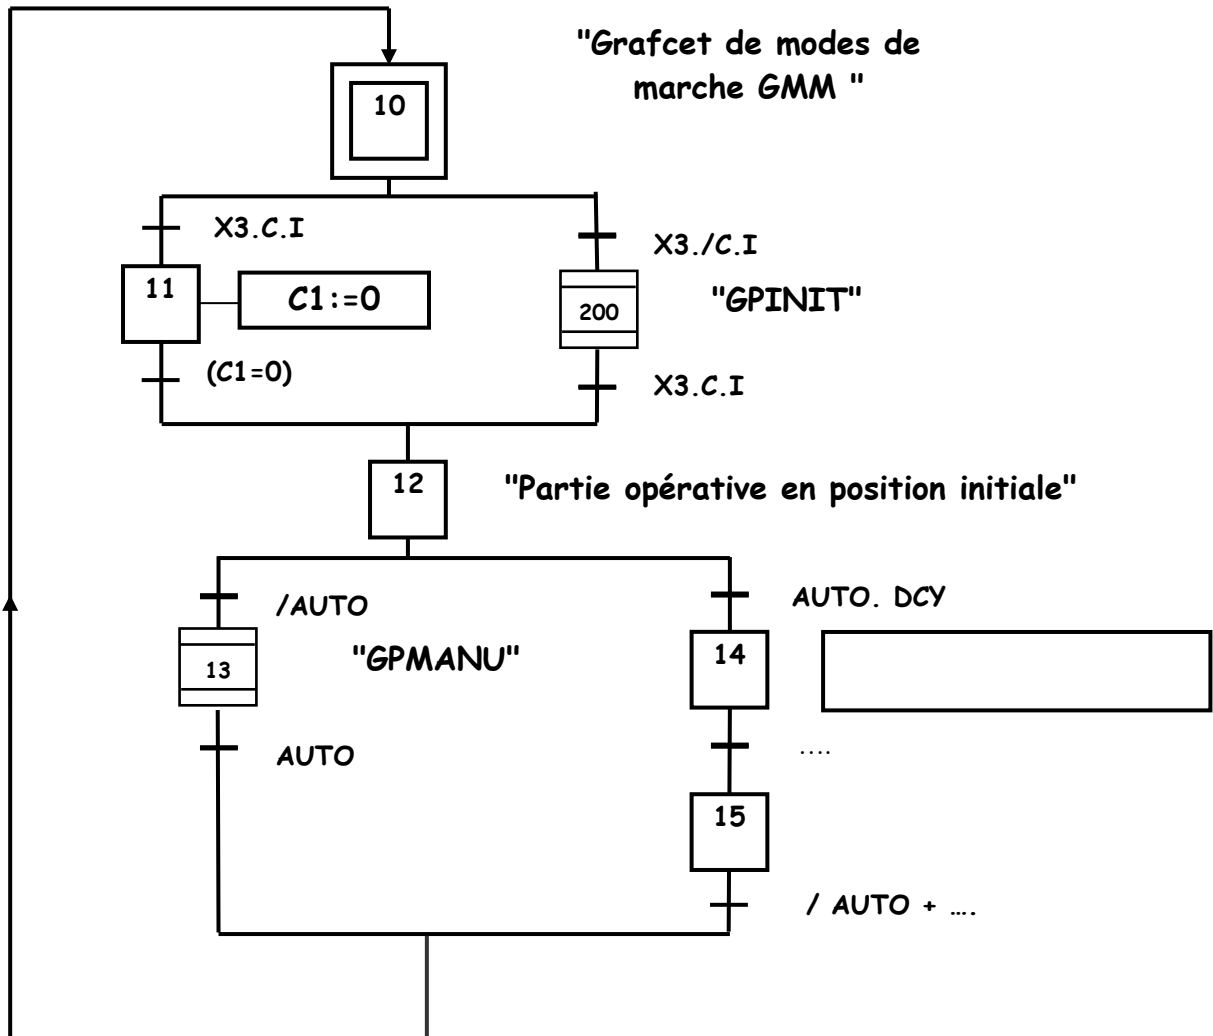 "Grafcet de modes de
marche GMM "
10
X3.C.I
X3./C.I
11
C1:=0
200
"GPINIT"
(C1=0)
X3.C.I
12
"Partie opérative en position initiale"
/AUTO
AUTO. DCY
13
"GPMANU"
14
AUTO
....
15
/ AUTO + ….